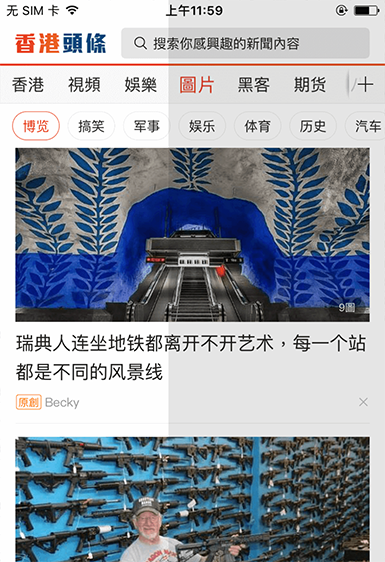 无 SIM 卡
上午11:59
香港頭條
搜索你感興趣的新聞內容
香港 視頻 娛樂 圖片 黑客 期货
博览 搞笑 军事 娱乐 体育 历史 汽车
9圖
瑞典人连坐地铁都离开不开艺术,每一个站
都是不同的风景线
原創 Becky